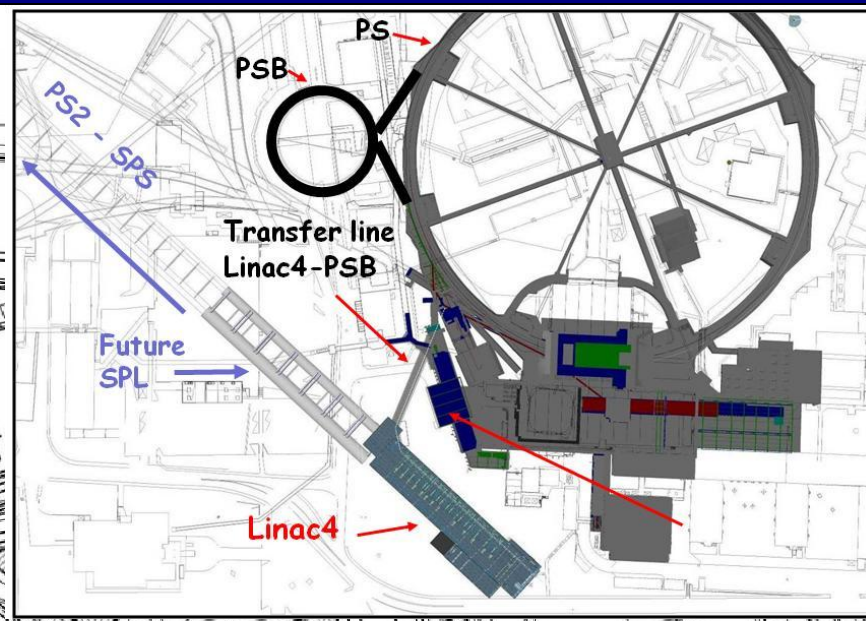 PS
PSB
PS2 - SPS
Transfer line
Linac4-PSB
Future
SPL
Linac4